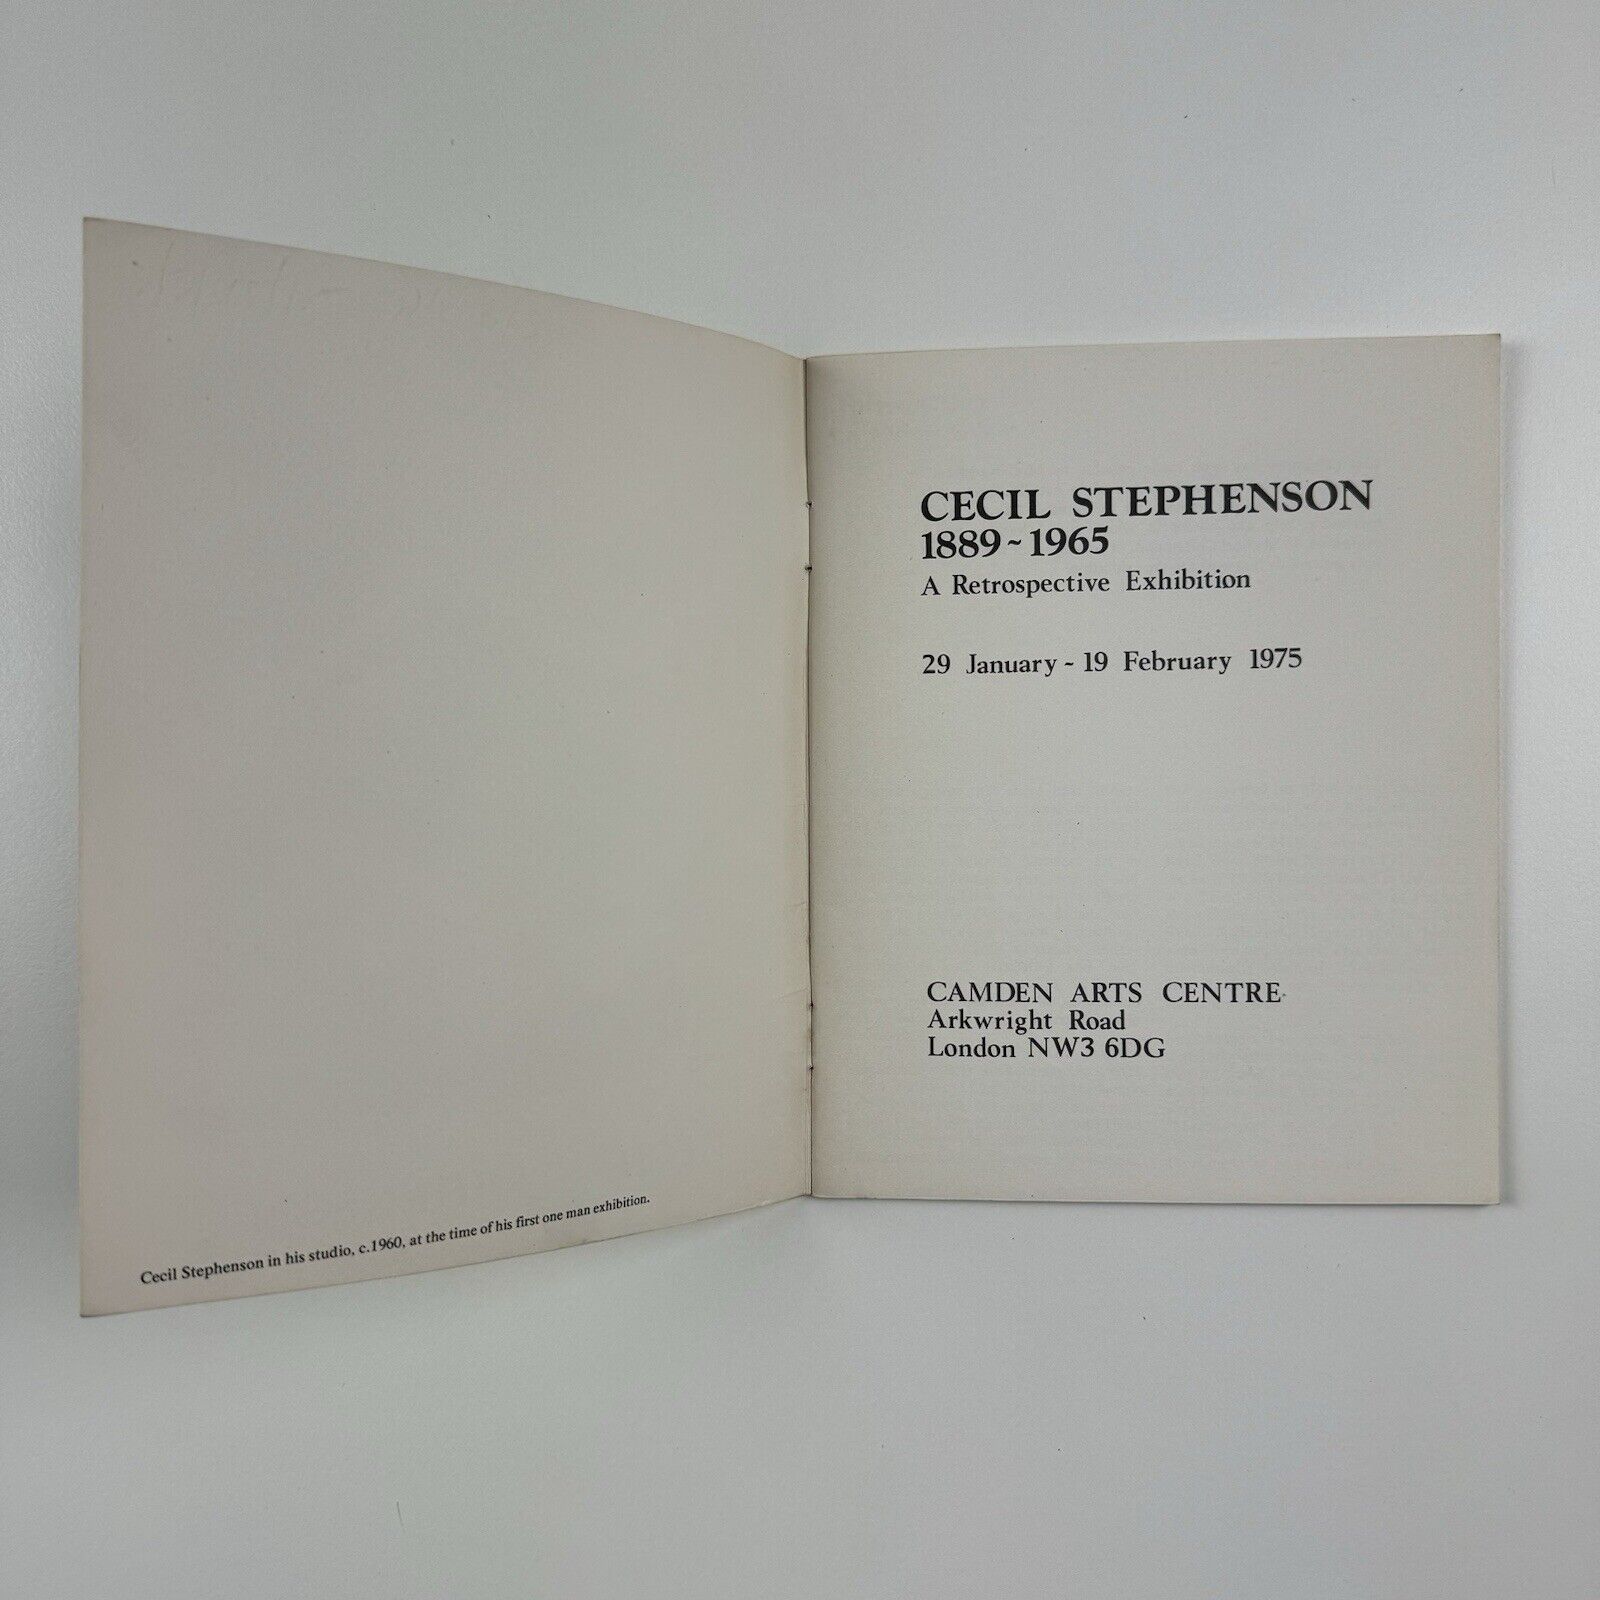 Cecil Stephenson in his studio, c.1960, at the time of his first one man exhibition.
CECIL STEPHENSON
1889~1965
A Retrospective Exhibition
29 January ~ 19 February 1975
CAMDEN ARTS CENTRE
Arkwright Road
London NW3 6DG